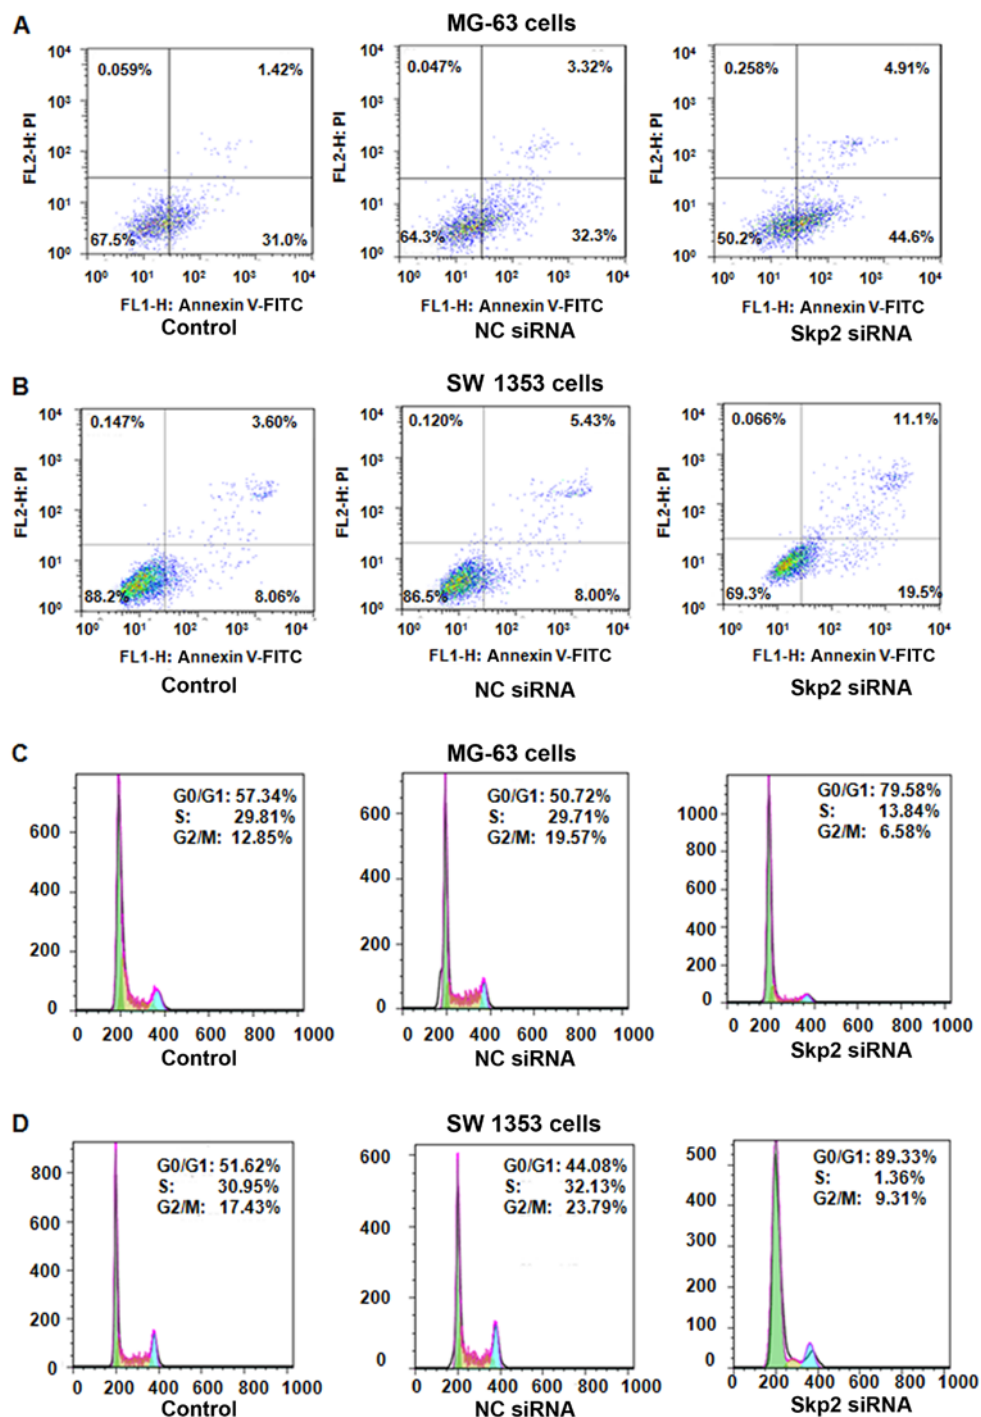 A
MG-63 cells
10⁴
10³
10²
10¹
10⁰
FL2-H: PI
0.059%
1.42%
67.5%
31.0%
10⁰ 10¹ 10² 10³ 10⁴
FL1-H: Annexin V-FITC
Control
10⁴
10³
10²
10¹
10⁰
FL2-H: PI
0.047%
3.32%
64.3%
32.3%
10⁰ 10¹ 10² 10³ 10⁴
FL1-H: Annexin V-FITC
NC siRNA
10⁴
10³
10²
10¹
10⁰
FL2-H: PI
0.258%
4.91%
50.2%
44.6%
10⁰ 10¹ 10² 10³ 10⁴
FL1-H: Annexin V-FITC
Skp2 siRNA
B
SW 1353 cells
10⁴
10³
10²
10¹
10⁰
FL2-H: PI
0.147%
3.60%
88.2%
8.06%
10⁰ 10¹ 10² 10³ 10⁴
FL1-H: Annexin V-FITC
Control
10⁴
10³
10²
10¹
10⁰
FL2-H: PI
0.120%
5.43%
86.5%
8.00%
10⁰ 10¹ 10² 10³ 10⁴
FL1-H: Annexin V-FITC
NC siRNA
10⁴
10³
10²
10¹
10⁰
FL2-H: PI
0.066%
11.1%
69.3%
19.5%
10⁰ 10¹ 10² 10³ 10⁴
FL1-H: Annexin V-FITC
Skp2 siRNA
C
MG-63 cells
600
400
200
0
G0/G1: 57.34%
S: 29.81%
G2/M: 12.85%
0 200 400 600 800 1000
Control
600
400
200
0
G0/G1: 50.72%
S: 29.71%
G2/M: 19.57%
0 200 400 600 800 1000
NC siRNA
1000
800
600
400
200
0
G0/G1: 79.58%
S: 13.84%
G2/M: 6.58%
0 200 400 600 800 1000
Skp2 siRNA
D
SW 1353 cells
800
600
400
200
0
G0/G1: 51.62%
S: 30.95%
G2/M: 17.43%
0 200 400 600 800 1000
Control
600
400
200
0
G0/G1: 44.08%
S: 32.13%
G2/M: 23.79%
0 200 400 600 800 1000
NC siRNA
500
400
300
200
100
0
G0/G1: 89.33%
S: 1.36%
G2/M: 9.31%
0 200 400 600 800 1000
Skp2 siRNA